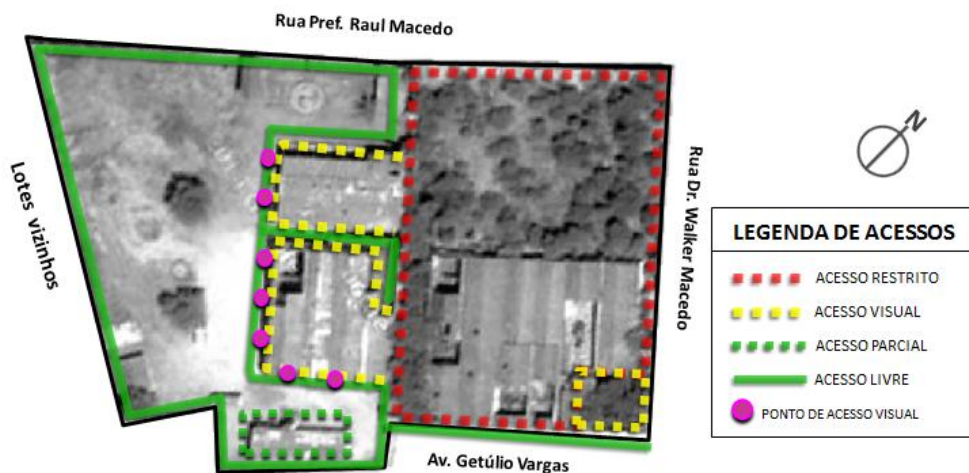 Rua Pref. Raul Macedo
Lotes vizinhos
Rua Dr. Walker Macedo
Av. Getúlio Vargas
N
LEGENDA DE ACESSOS
ACESSO RESTRITO
ACESSO VISUAL
ACESSO PARCIAL
ACESSO LIVRE
PONTO DE ACESSO VISUAL